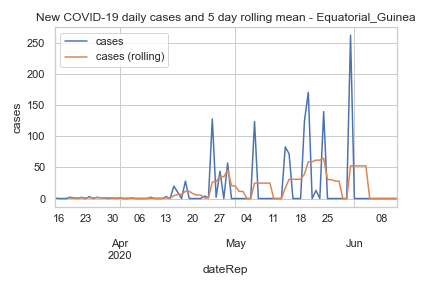 New COVID-19 daily cases and 5 day rolling mean - Equatorial_Guinea
cases
cases (rolling)
250
200
150
100
50
0
cases
16 23 30 06 13 20 27 04 11 18 25 01 08
Apr May Jun
2020
dateRep